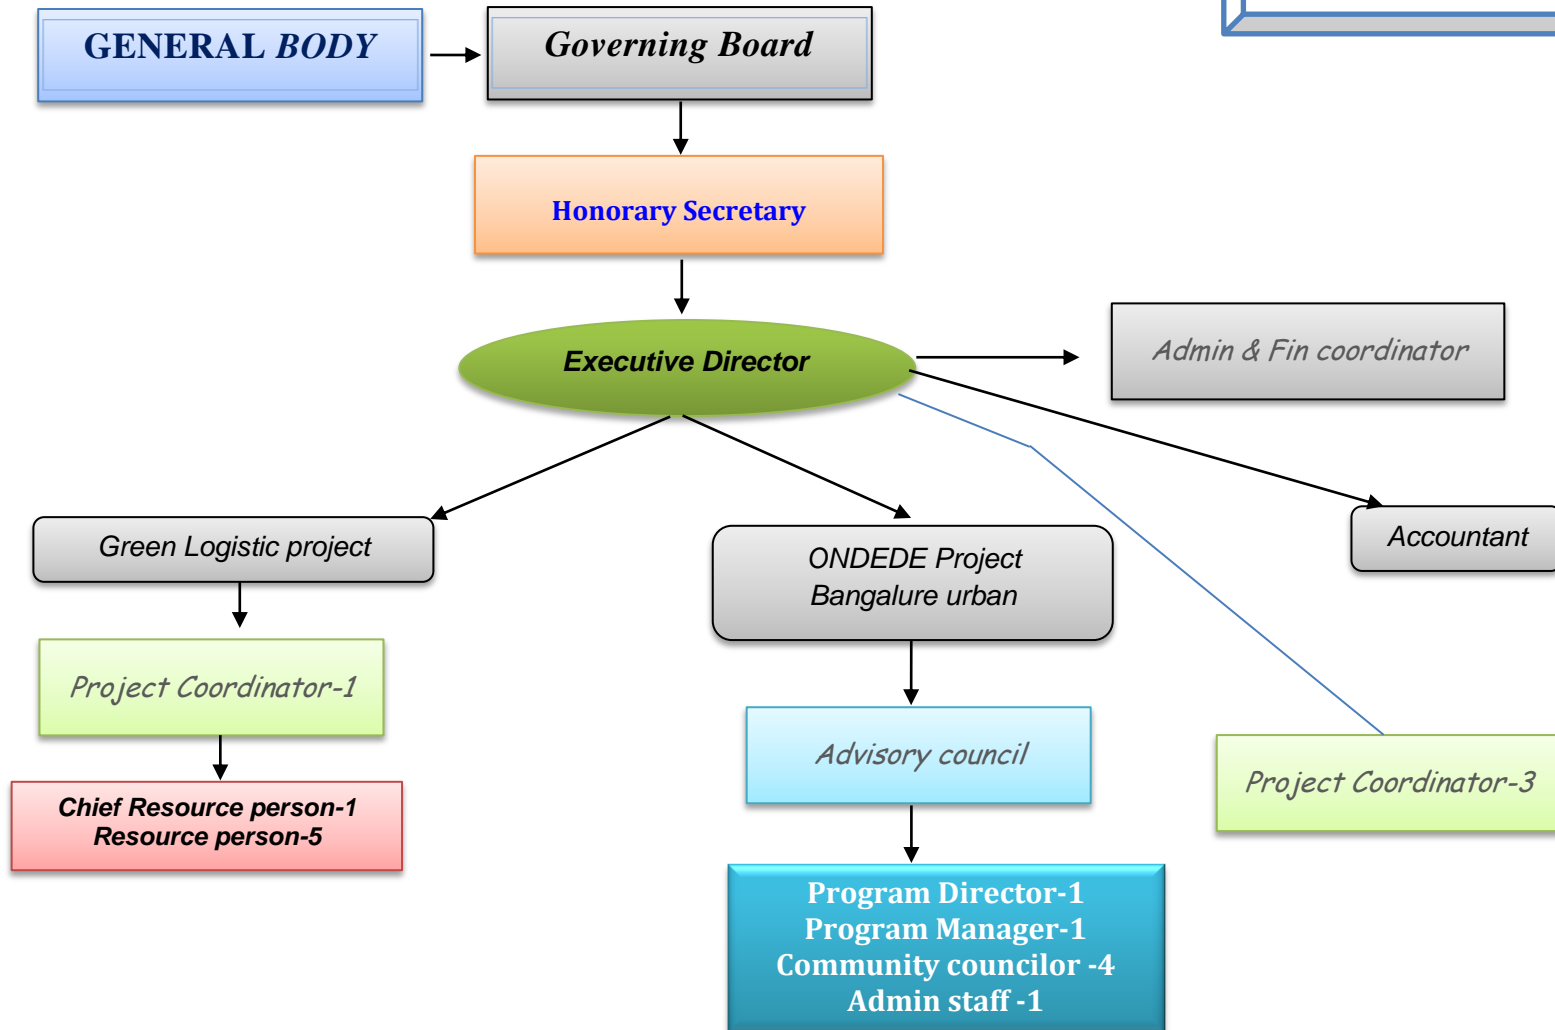 GENERAL BODY
Governing Board
Honorary Secretary
Executive Director
Admin & Fin coordinator
Green Logistic project
ONDEDE Project
Bangalure urban
Accountant
Project Coordinator-1
Advisory council
Project Coordinator-3
Chief Resource person-1
Resource person-5
Program Director-1
Program Manager-1
Community councilor -4
Admin staff -1